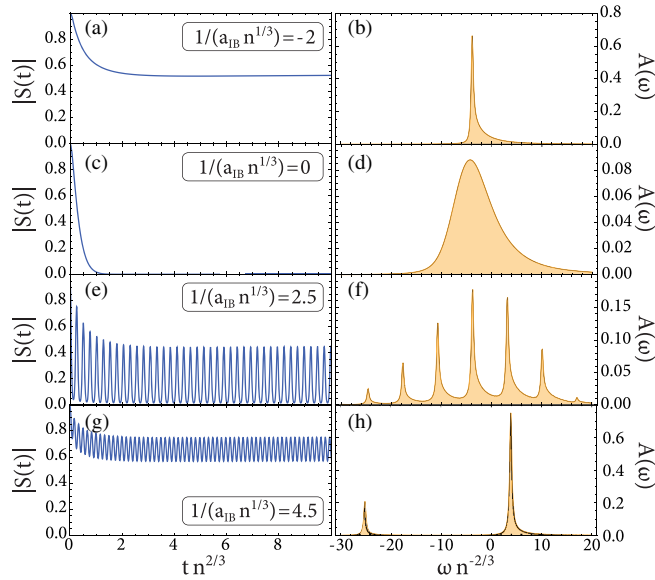 (a)
1/(a_IB n^{1/3})=-2
|S(t)|
0.8
0.6
0.4
0.2
0.0
(b)
A(ω)
0.8
0.6
0.4
0.2
0.0
(c)
1/(a_IB n^{1/3})=0
|S(t)|
0.8
0.6
0.4
0.2
0.0
(d)
A(ω)
0.08
0.06
0.04
0.02
0.00
(e)
1/(a_IB n^{1/3})=2.5
|S(t)|
0.8
0.6
0.4
0.2
0.0
(f)
A(ω)
0.15
0.10
0.05
0.00
(g)
1/(a_IB n^{1/3})=4.5
|S(t)|
0.8
0.6
0.4
0.2
0.0
0 2 4 6 8
t n^{2/3}
(h)
A(ω)
0.6
0.4
0.2
0.0
-30 -20 -10 0 10 20
ω n^{-2/3}